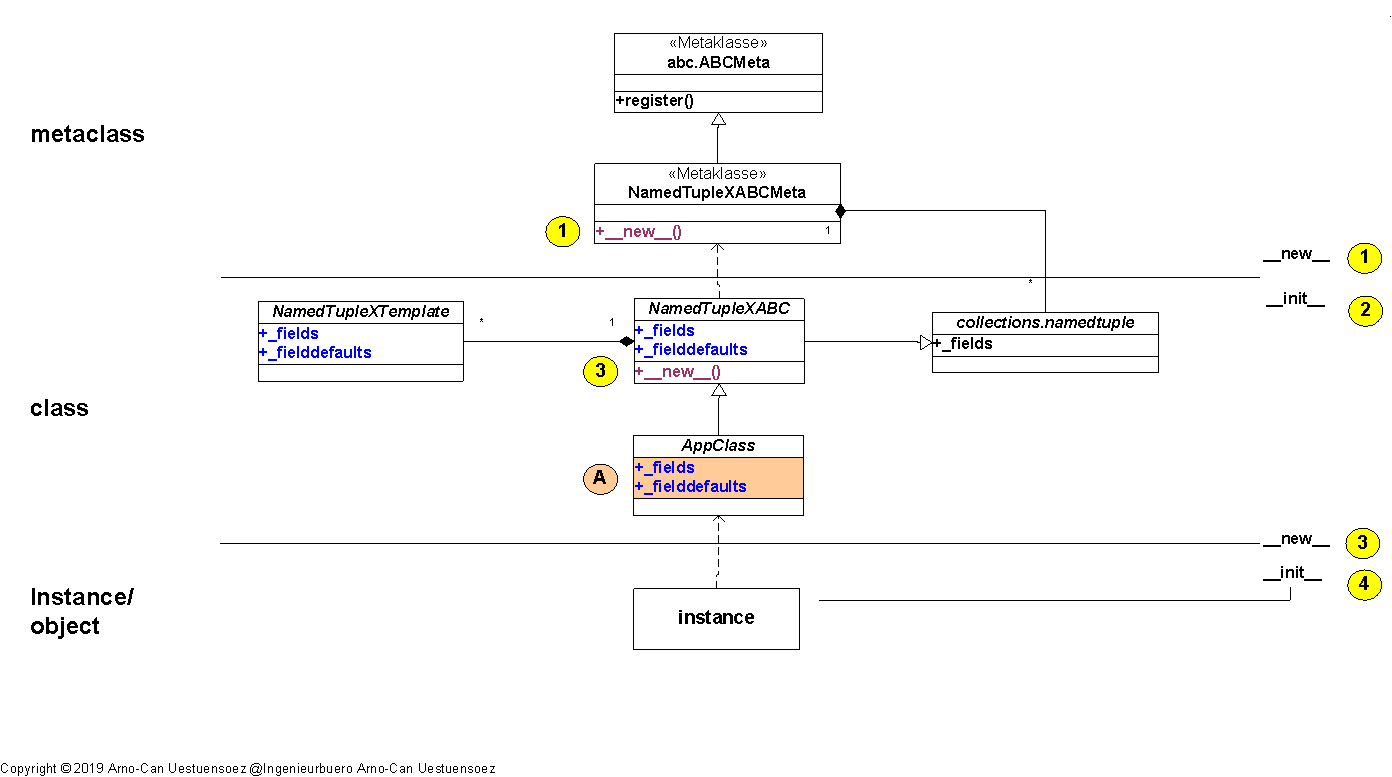 «Metaklasse»
abc.ABCMeta
+register()
metaclass
«Metaklasse»
NamedTupleXABCMeta
1
+__new__()
1
__new__
1
*
__init__
2
NamedTupleXTemplate
+_fields
+_fielddefaults
*
1
NamedTupleXABC
+_fields
+_fielddefaults
+__new__()
3
collections.namedtuple
+_fields
class
AppClass
A
+_fields
+_fielddefaults
__new__
3
__init__
4
Instance/
object
instance
Copyright ©2019 Arno-Can Uestuensoez @Ingenieurbuero Arno-Can Uestuensoez